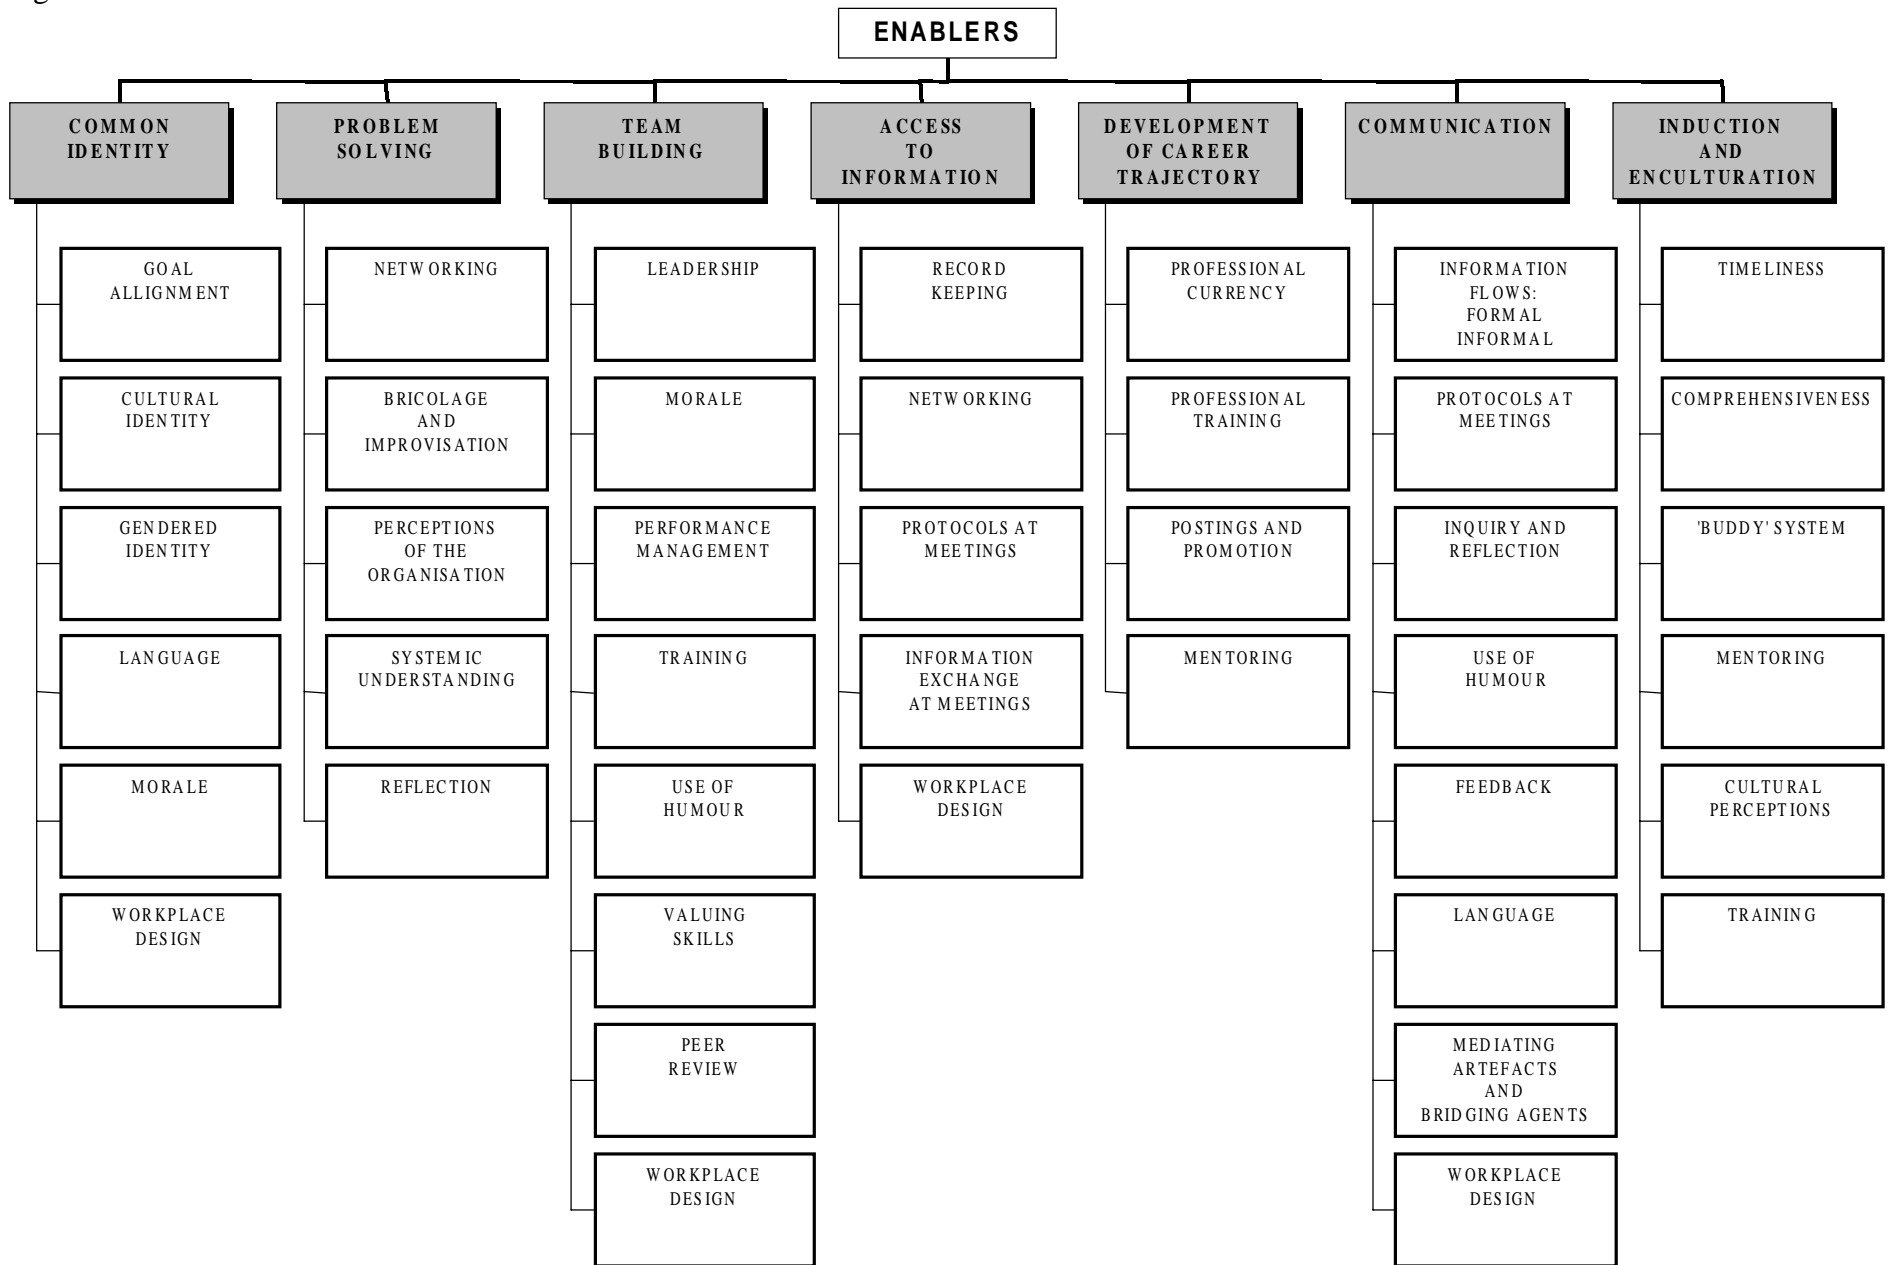 ENABLERS
COMMON
IDENTITY
PROBLEM
SOLVING
TEAM
BUILDING
ACCESS
TO
INFORMATION
DEVELOPMENT
OF CAREER
TRAJECTORY
COMMUNICATION
INDUCTION
AND
ENCULTURATION
GOAL
ALLIGNMENT
CULTURAL
IDENTITY
GENDERED
IDENTITY
LANGUAGE
MORALE
WORKPLACE
DESIGN
NETWORKING
BRICOLAGE
AND
IMPROVISATION
PERCEPTIONS
OF THE
ORGANISATION
SYSTEMIC
UNDERSTANDING
REFLECTION
LEADERSHIP
MORALE
PERFORMANCE
MANAGEMENT
TRAINING
USE OF
HUMOUR
VALUING
SKILLS
PEER
REVIEW
WORKPLACE
DESIGN
RECORD
KEEPING
NETWORKING
PROTOCOLS AT
MEETINGS
INFORMATION
EXCHANGE
AT MEETINGS
WORKPLACE
DESIGN
PROFESSIONAL
CURRENCY
PROFESSIONAL
TRAINING
POSTINGS AND
PROMOTION
MENTORING
INFORMATION
FLOWS:
FORMAL
INFORMAL
PROTOCOLS AT
MEETINGS
INQUIRY AND
REFLECTION
USE OF
HUMOUR
FEEDBACK
LANGUAGE
MEDIATING
ARTEFACTS
AND
BRIDGING AGENTS
WORKPLACE
DESIGN
TIMELINESS
COMPREHENSIVENESS
'BUDDY' SYSTEM
MENTORING
CULTURAL
PERCEPTIONS
TRAINING